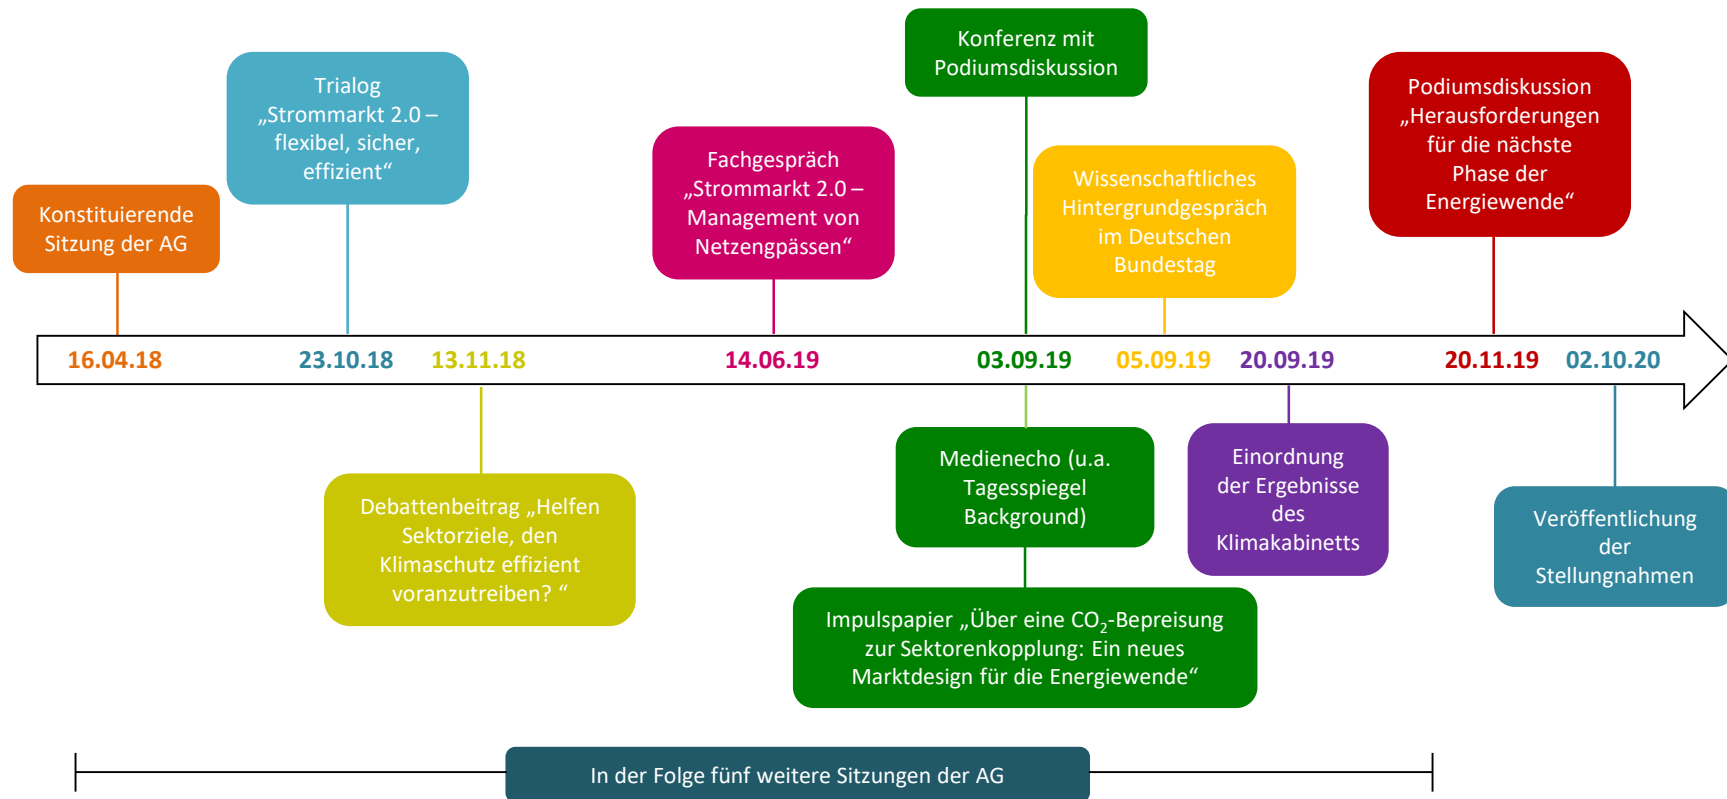 Konferenz mit
Podiumsdiskussion
Trialog
„Strommarkt 2.0 –
flexibel, sicher,
effizient“
Podiumsdiskussion
„Herausforderungen
für die nächste
Phase der
Energiewende“
Fachgespräch
„Strommarkt 2.0 –
Management von
Netzengpässen“
Wissenschaftliches
Hintergrundgespräch
im Deutschen
Bundestag
Konstituierende
Sitzung der AG
16.04.18 23.10.18 13.11.18 14.06.19 03.09.19 05.09.19 20.09.19 20.11.19 02.10.20
Debattenbeitrag „Helfen
Sektorziele, den
Klimaschutz effizient
voranzutreiben? “
Medienecho (u.a.
Tagesspiegel
Background)
Einordnung
der Ergebnisse
des
Klimakabinetts
Veröffentlichung
der
Stellungnahmen
Impulspapier „Über eine CO₂-Bepreisung
zur Sektorenkopplung: Ein neues
Marktdesign für die Energiewende“
In der Folge fünf weitere Sitzungen der AG